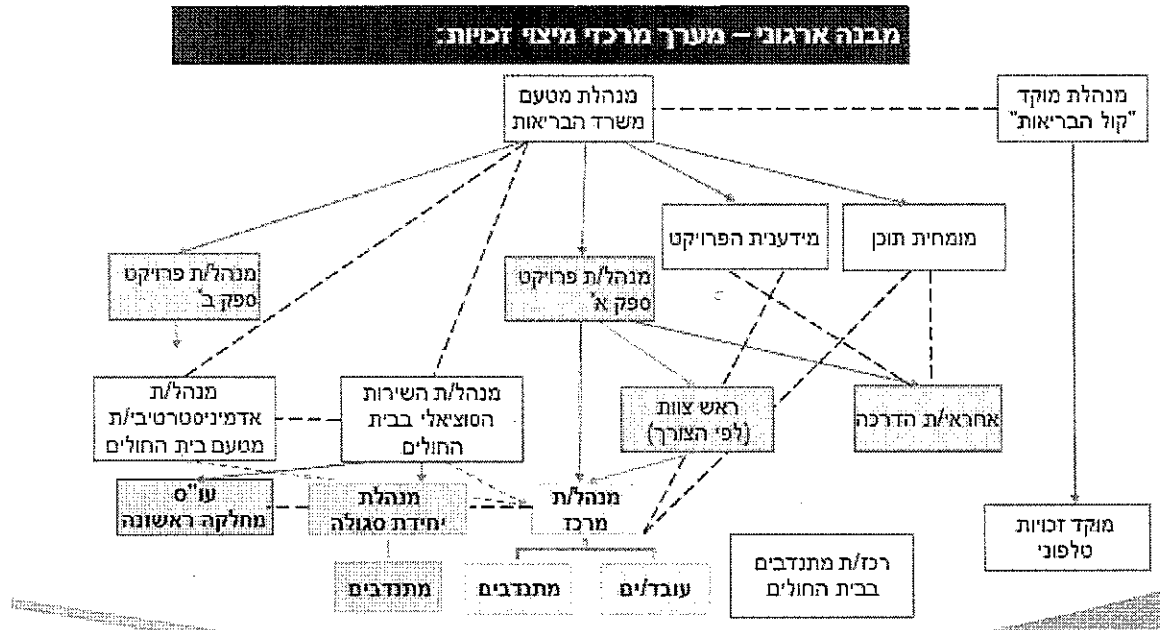 מבנה ארגוני – מערך מרכזי מיצוי זכויות:
מנהלת מוקד
"קול הבריאות"
מנהלת מטעם
משרד הבריאות
מומחית תוכן
מידענית הפרויקט
מנהל/ת פרויקט
ספק א'
מנהל/ת פרויקט
ספק ב'
אחראי/ת הדרכה
ראש צוות
(לפי הצורך)
מנהל/ת השירות
הסוציאלי בבית
החולים
מנהל/ת
אדמיניסטרטיבי/ת
מטעם בית החולים
מוקד זכויות
טלפוני
מנהל/ת
מרכז
מנהלת
יחידת סגולה
עו"ס
מחלקה ראשונה
רכז/ת מתנדבים
בבית החולים
עובד/ים
מתנדבים
מתנדבים